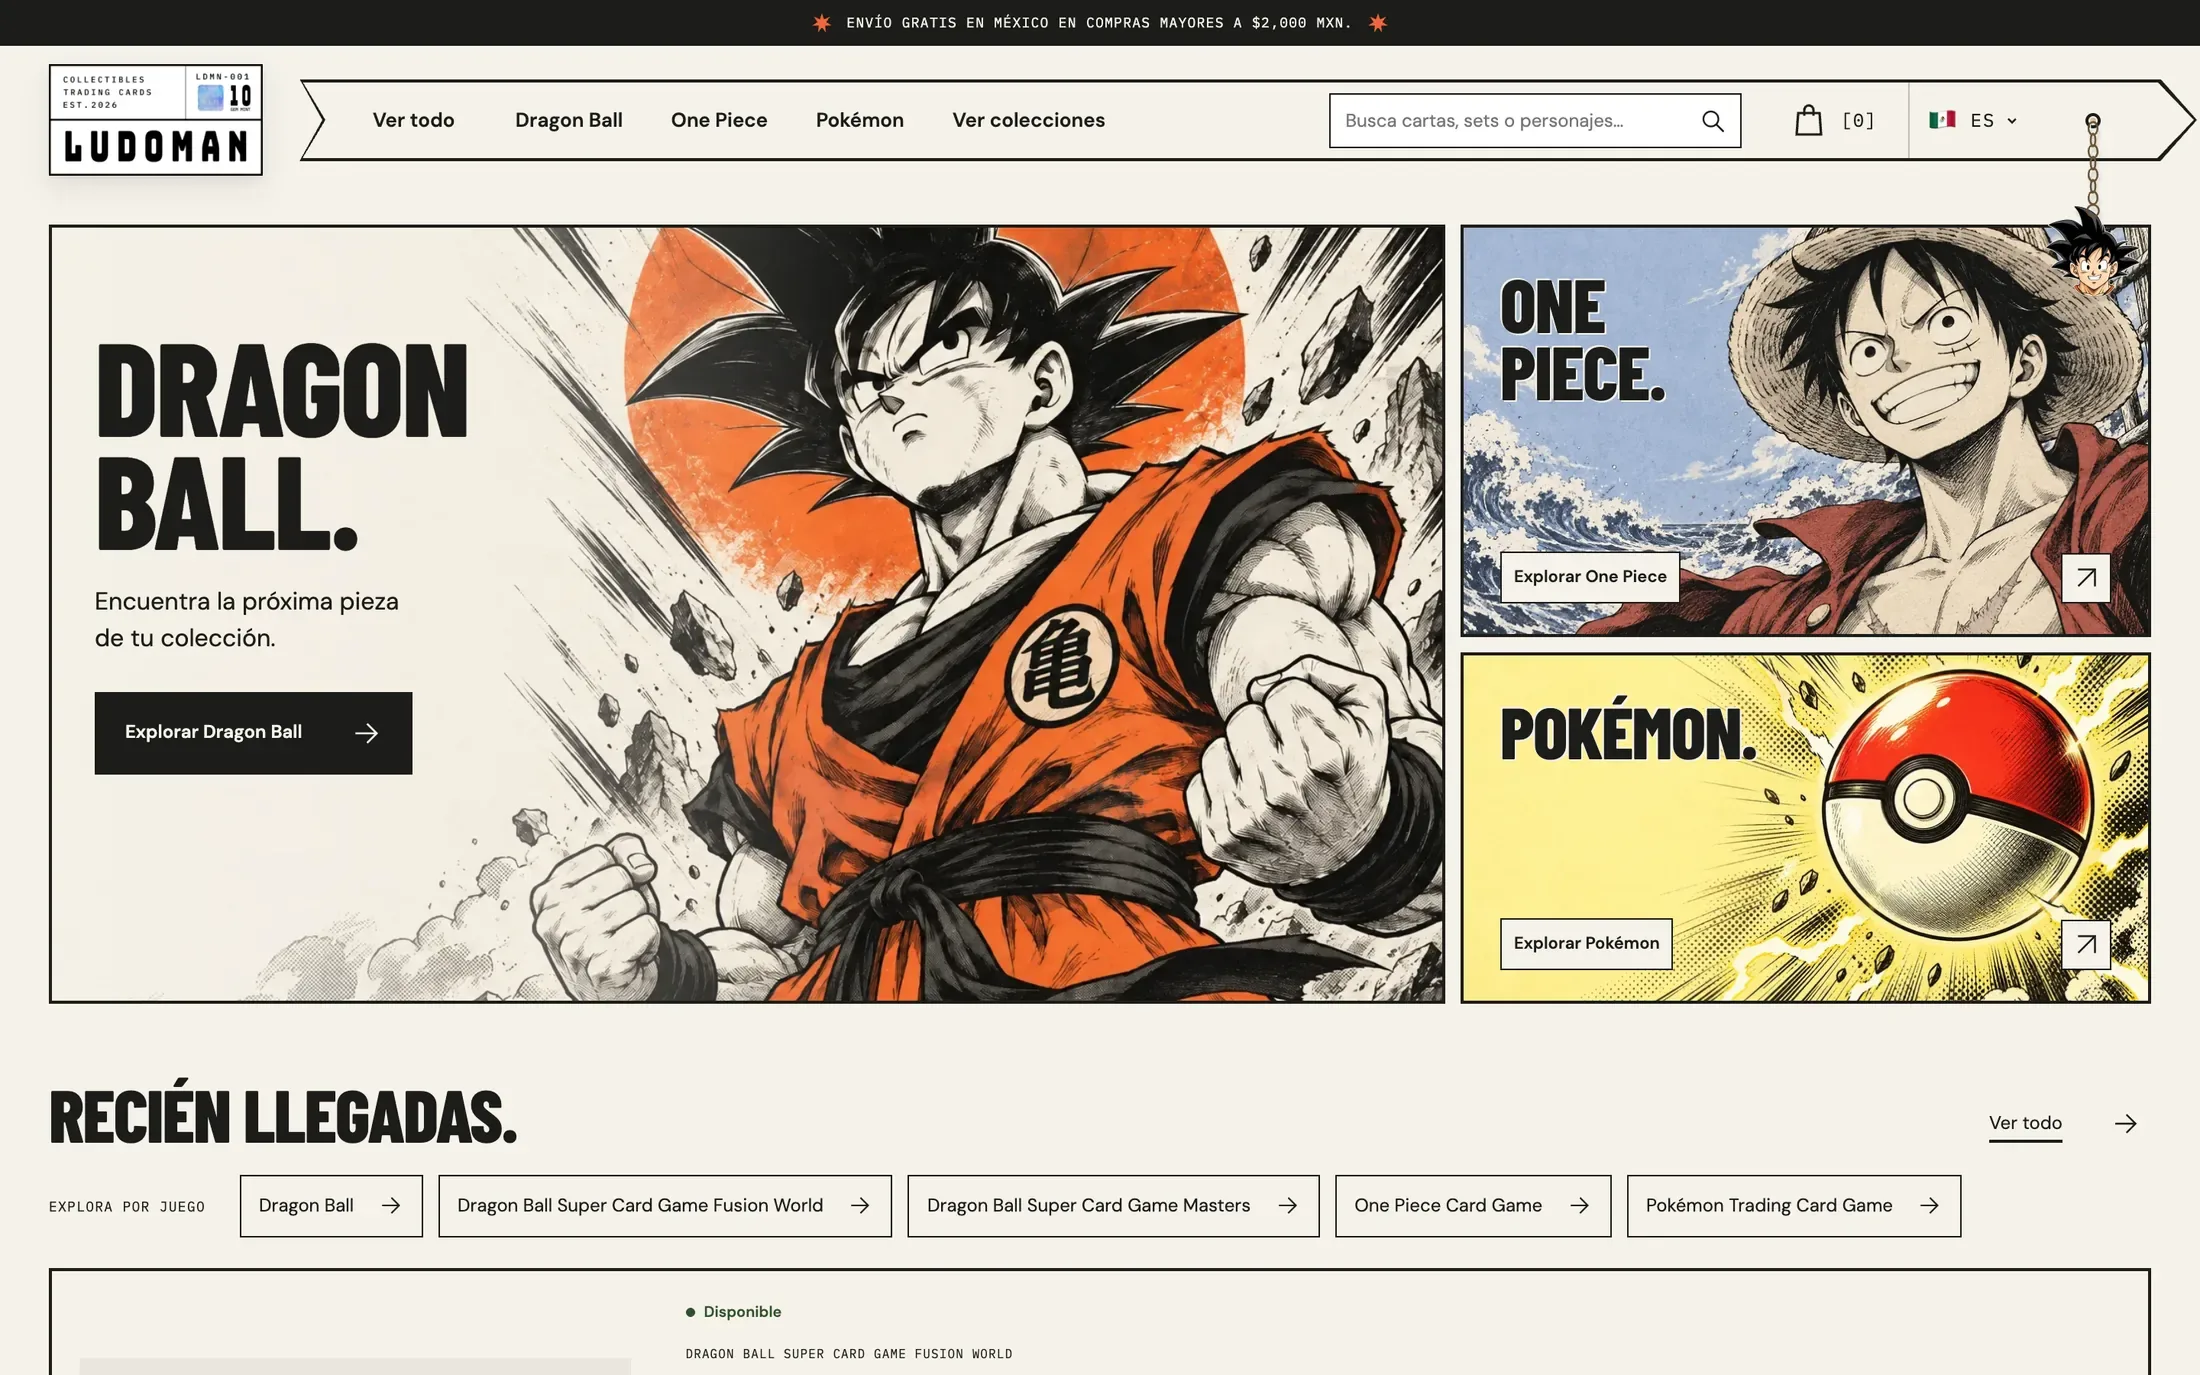 ENVÍO GRATIS EN MÉXICO EN COMPRAS MAYORES A $2,000 MXN.
COLLECTIBLES
TRADING CARDS
EST.2026
LDMN-001
10
GEM MINT
LUDOMAN
Ver todo
Dragon Ball
One Piece
Pokémon
Ver colecciones
Busca cartas, sets o personajes...
[0]
ES
DRAGON
BALL.
Encuentra la próxima pieza
de tu colección.
Explorar Dragon Ball
亀
ONE
PIECE.
Explorar One Piece
POKÉMON.
Explorar Pokémon
RECIÉN LLEGADAS.
Ver todo
EXPLORA POR JUEGO
Dragon Ball
Dragon Ball Super Card Game Fusion World
Dragon Ball Super Card Game Masters
One Piece Card Game
Pokémon Trading Card Game
Disponible
DRAGON BALL SUPER CARD GAME FUSION WORLD